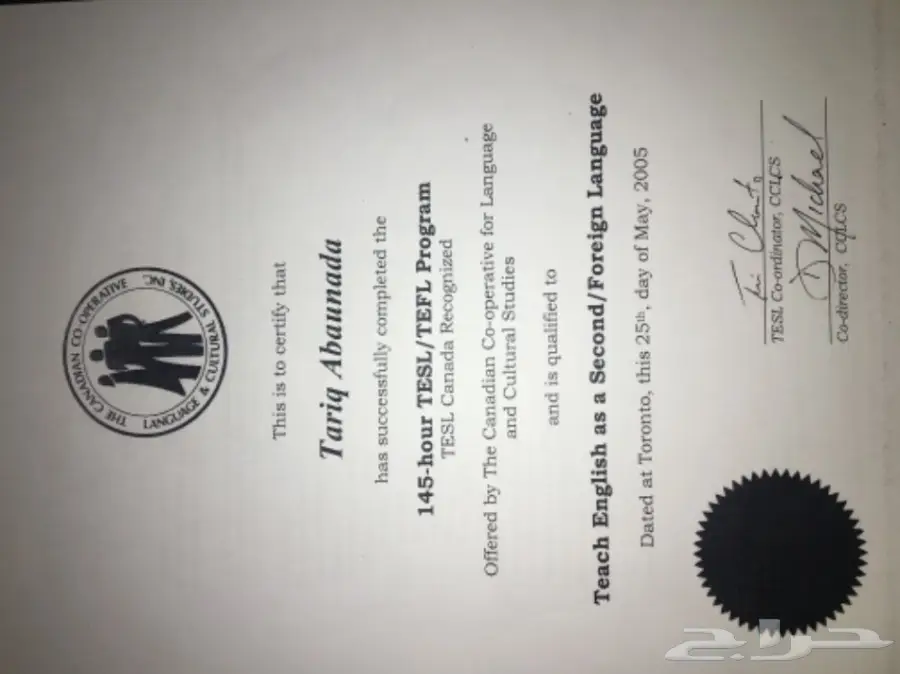 THE CANADIAN CO-OPERATIVE
LANGUAGE & CULTURAL STUDIES INC.
This is to certify that
Tariq Abaunada
has successfully completed the
145-hour TESL/TEFL Program
TESL Canada Recognized
Offered by The Canadian Co-operative for Language
and Cultural Studies
and is qualified to
Teach English as a Second/Foreign Language
Dated at Toronto, this 25th, day of May, 2005
TESL Co-ordinator, CCLCS
D Michael
Co-director, CCLCS
حراج